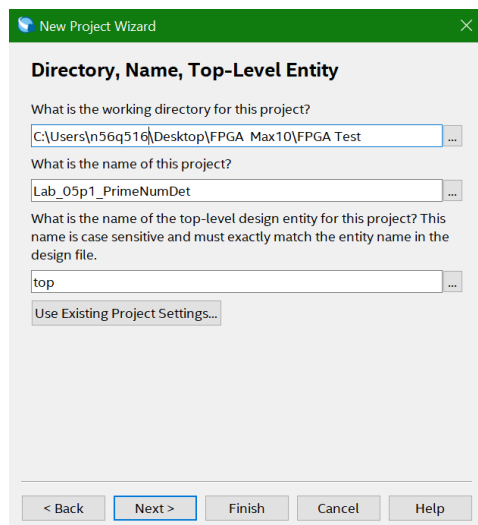 New Project Wizard
Directory, Name, Top-Level Entity
What is the working directory for this project?
C:\Users\n56q516\Desktop\FPGA Max10\FPGA Test
...
What is the name of this project?
Lab_05p1_PrimeNumDet
...
What is the name of the top-level design entity for this project? This
name is case sensitive and must exactly match the entity name in the
design file.
top
...
Use Existing Project Settings...
< Back
Next >
Finish
Cancel
Help